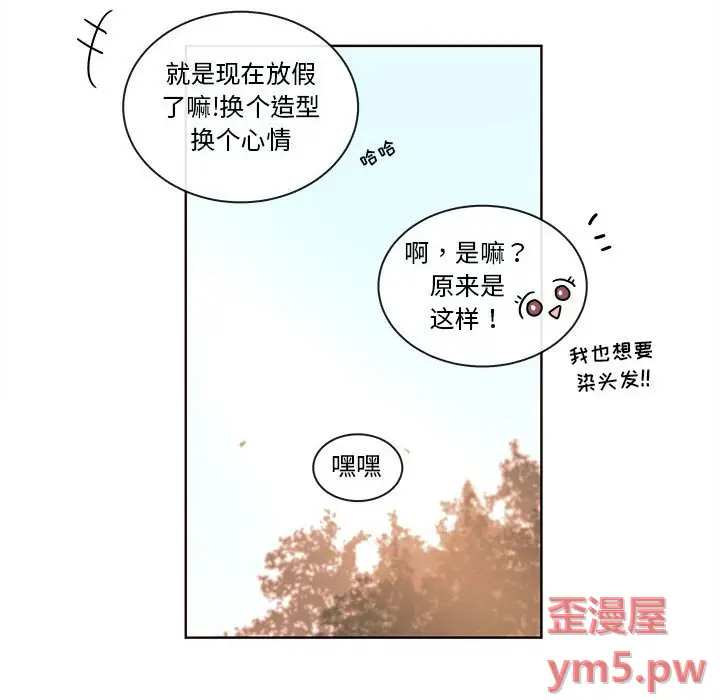 就是现在放假
了嘛!换个造型
换个心情
哈哈
啊，是嘛？
原来是
这样！
我也想要
染头发!!
嘿嘿
歪漫屋
ym5.pw